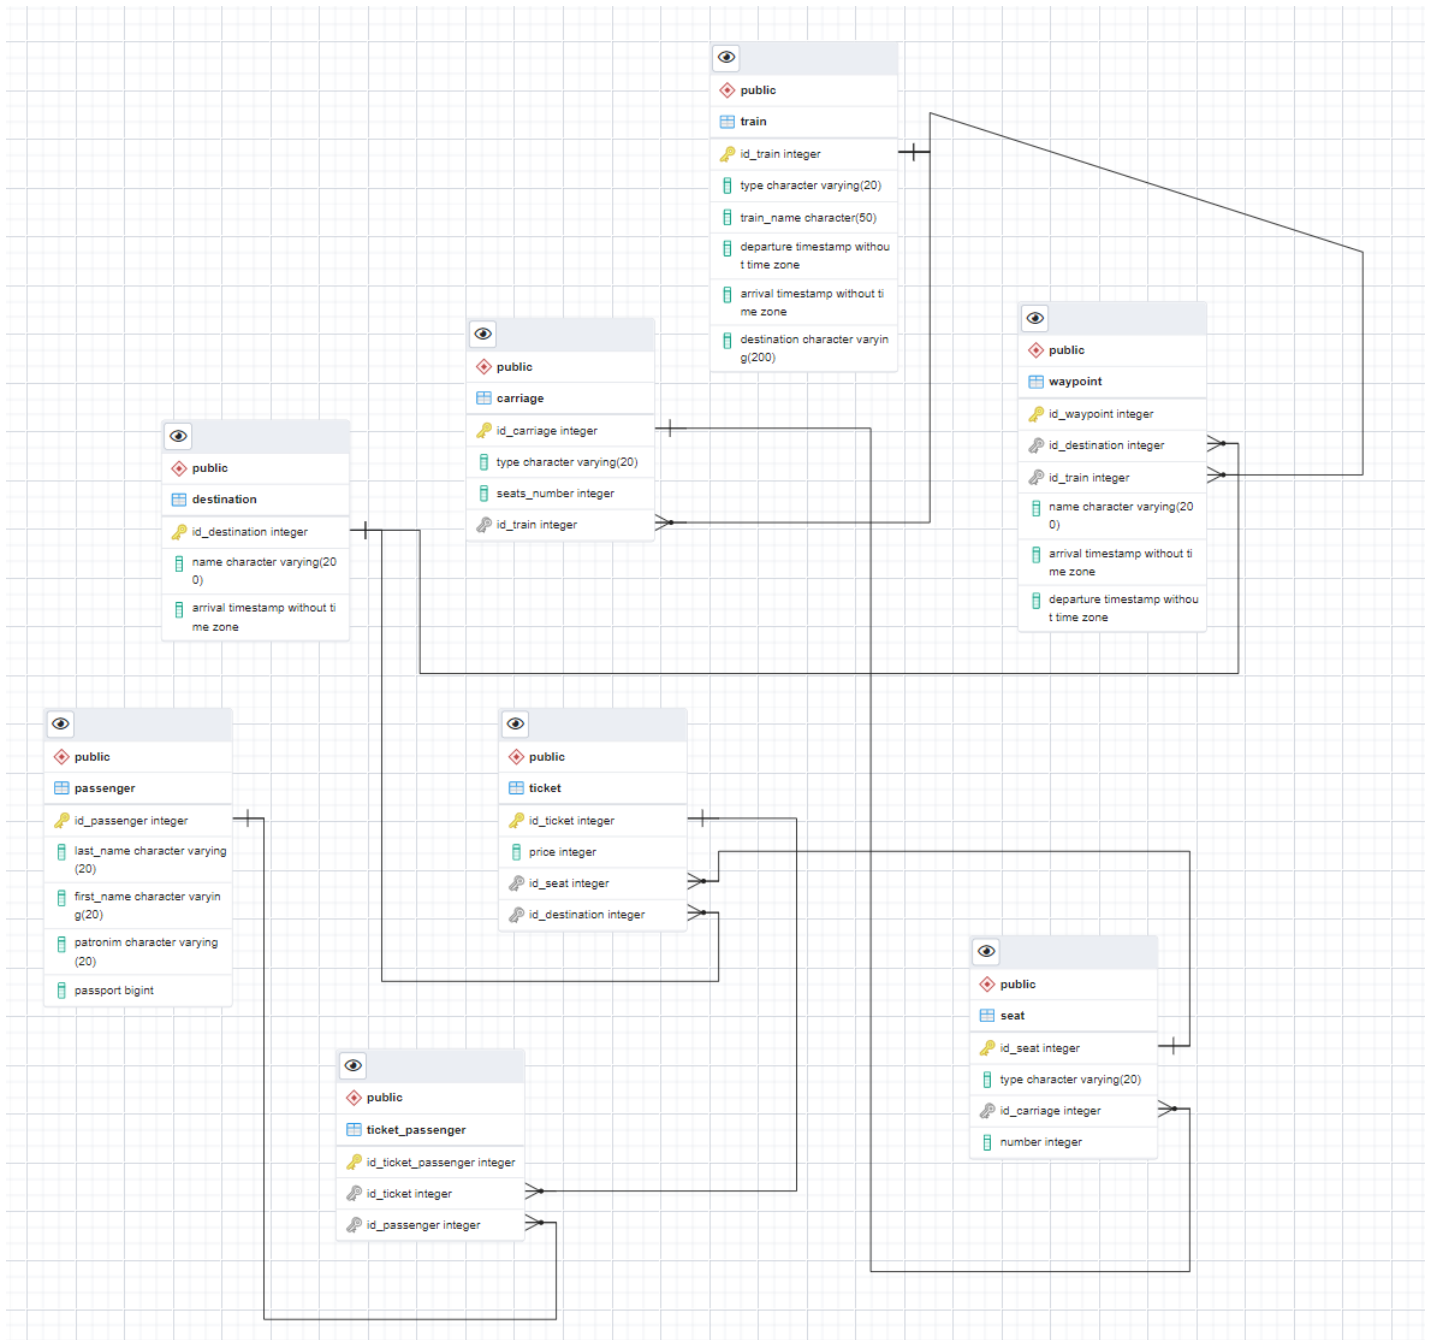 public
train
id_train integer
type character varying(20)
train_name character(50)
departure timestamp withou
t time zone
arrival timestamp without ti
me zone
destination character varyin
g(200)
public
carriage
id_carriage integer
type character varying(20)
seats_number integer
id_train integer
public
waypoint
id_waypoint integer
id_destination integer
id_train integer
name character varying(20
0)
arrival timestamp without ti
me zone
departure timestamp withou
t time zone
public
destination
id_destination integer
name character varying(20
0)
arrival timestamp without ti
me zone
public
passenger
id_passenger integer
last_name character varying
(20)
first_name character varyin
g(20)
patronim character varying
(20)
passport bigint
public
ticket
id_ticket integer
price integer
id_seat integer
id_destination integer
public
seat
id_seat integer
type character varying(20)
id_carriage integer
number integer
public
ticket_passenger
id_ticket_passenger integer
id_ticket integer
id_passenger integer